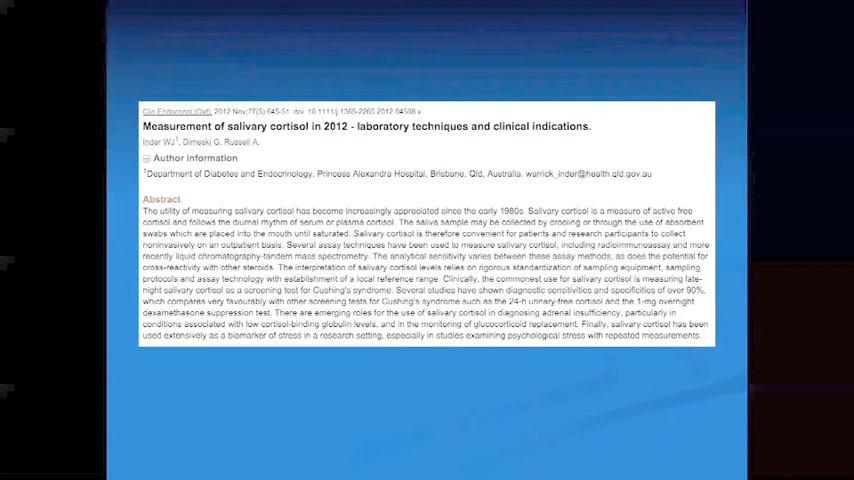 Clin Endocrinol (Oxf). 2012 Nov;77(5):645-51. doi: 10.1111/j.1365-2265.2012.04508.x.
Measurement of salivary cortisol in 2012 - laboratory techniques and clinical indications.
Inder WJ1, Dimeski G, Russell A.
Author information
1Department of Diabetes and Endocrinology, Princess Alexandra Hospital, Brisbane, Qld, Australia. warrick_inder@health.qld.gov.au
Abstract
The utility of measuring salivary cortisol has become increasingly appreciated since the early 1980s. Salivary cortisol is a measure of active free
cortisol and follows the diurnal rhythm of serum or plasma cortisol. The saliva sample may be collected by drooling or through the use of absorbent
swabs which are placed into the mouth until saturated. Salivary cortisol is therefore convenient for patients and research participants to collect
noninvasively on an outpatient basis. Several assay techniques have been used to measure salivary cortisol, including radioimmunoassay and more
recently liquid chromatography-tandem mass spectrometry. The analytical sensitivity varies between these assay methods, as does the potential for
cross-reactivity with other steroids. The interpretation of salivary cortisol levels relies on rigorous standardization of sampling equipment, sampling
protocols and assay technology with establishment of a local reference range. Clinically, the commonest use for salivary cortisol is measuring late-
night salivary cortisol as a screening test for Cushing's syndrome. Several studies have shown diagnostic sensitivities and specificities of over 90%,
which compares very favourably with other screening tests for Cushing's syndrome such as the 24-h urinary-free cortisol and the 1-mg overnight
dexamethasone suppression test. There are emerging roles for the use of salivary cortisol in diagnosing adrenal insufficiency, particularly in
conditions associated with low cortisol-binding globulin levels, and in the monitoring of glucocorticoid replacement. Finally, salivary cortisol has been
used extensively as a biomarker of stress in a research setting, especially in studies examining psychological stress with repeated measurements.